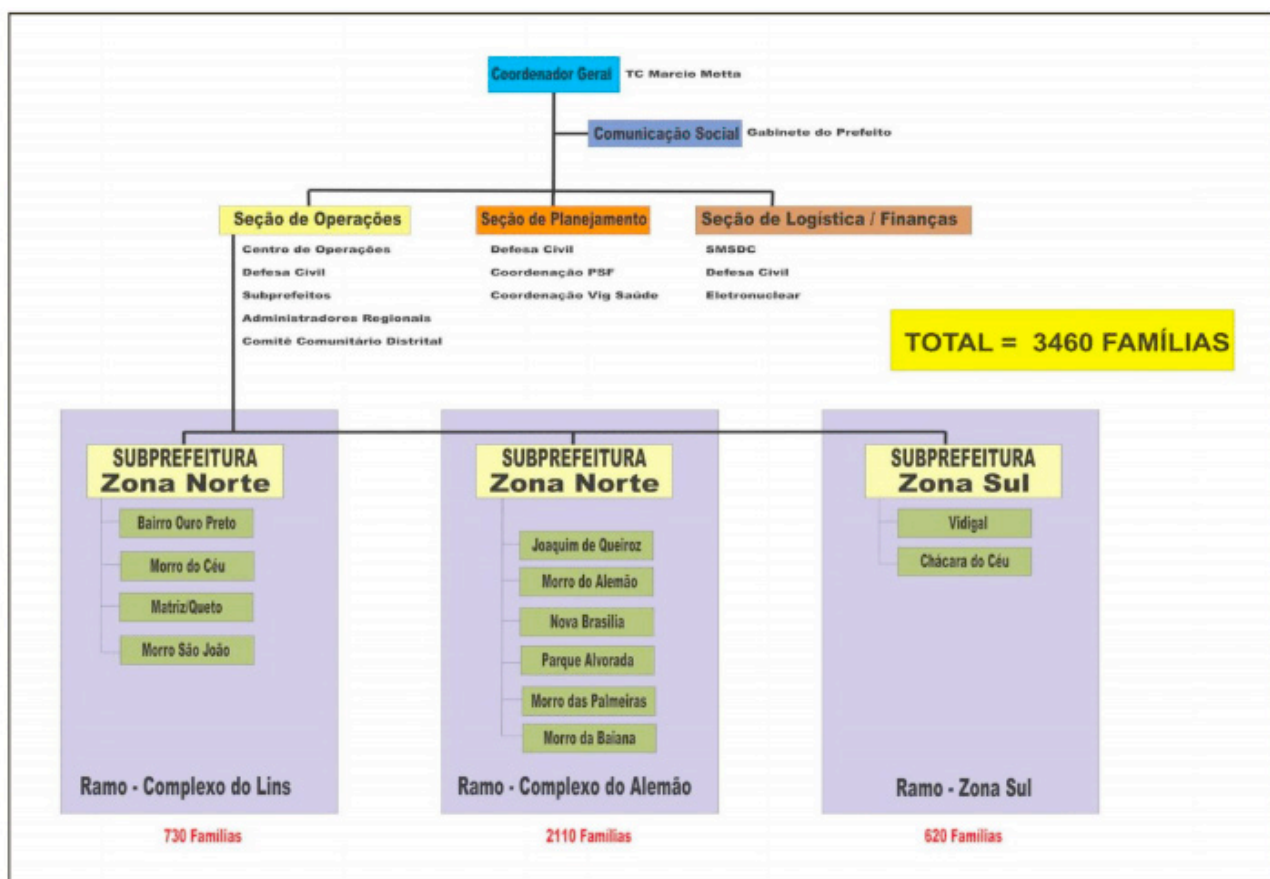 Coordenador Geral TC Marcio Motta
Comunicação Social Gabinete do Prefeito
Seção de Operações
Centro de Operações
Defesa Civil
Subprefeitos
Administradores Regionais
Comitê Comunitário Distrital
Seção de Planejamento
Defesa Civil
Coordenação PSF
Coordenação Vig Saúde
Seção de Logística / Finanças
SMSDC
Defesa Civil
Eletronuclear
TOTAL = 3460 FAMÍLIAS
SUBPREFEITURA
Zona Norte
Bairro Ouro Preto
Morro do Céu
Matriz/Queto
Morro São João
Ramo - Complexo do Lins
730 Famílias
SUBPREFEITURA
Zona Norte
Joaquim de Queiroz
Morro do Alemão
Nova Brasilia
Parque Alvorada
Morro das Palmeiras
Morro da Baiana
Ramo - Complexo do Alemão
2110 Famílias
SUBPREFEITURA
Zona Sul
Vidigal
Chácara do Céu
Ramo - Zona Sul
620 Famílias